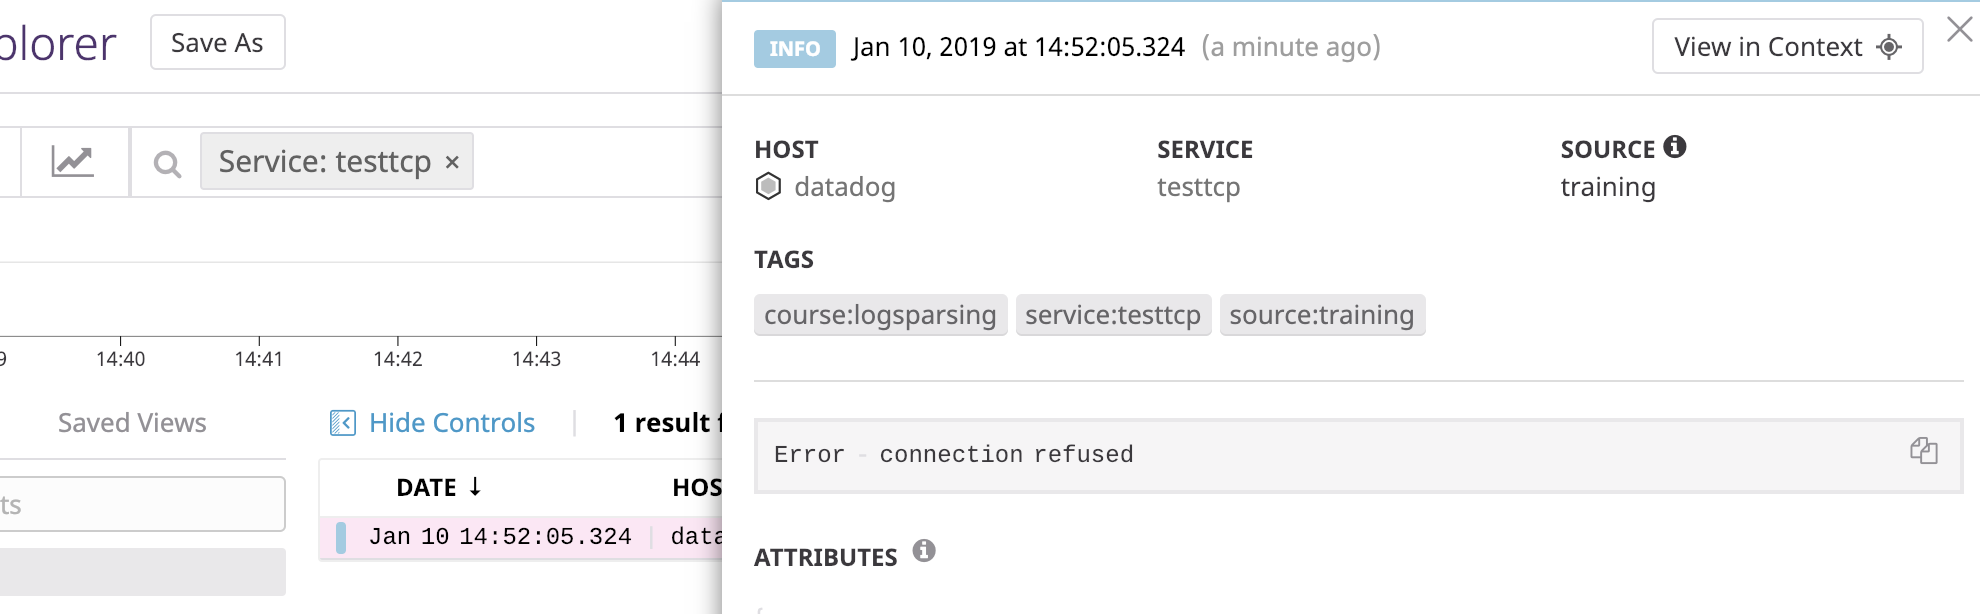 plorer Save As
Service: testtcp ×
9 14:40 14:41 14:42 14:43 14:44
Saved Views
Hide Controls
1 result f
ts
DATE ↓ HOS
Jan 10 14:52:05.324 data
INFO Jan 10, 2019 at 14:52:05.324 (a minute ago)
View in Context
HOST SERVICE SOURCE
datadog testtcp training
TAGS
course:logsparsing service:testtcp source:training
Error - connection refused
ATTRIBUTES
{